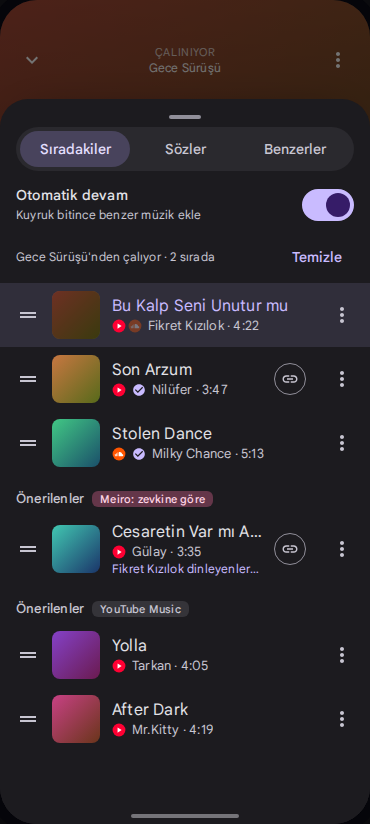 ÇALINIYOR
Gece Sürüşü
Sıradakiler
Sözler
Benzerler
Otomatik devam
Kuyruk bitince benzer müzik ekle
Gece Sürüşü'nden çalıyor · 2 sırada
Temizle
Bu Kalp Seni Unutur mu
Fikret Kızılok · 4:22
Son Arzum
Nilüfer · 3:47
Stolen Dance
Milky Chance · 5:13
Önerilenler Meiro: zevkine göre
Cesaretin Var mı A...
Gülay · 3:35
Fikret Kızılok dinleyenler...
Önerilenler YouTube Music
Yolla
Tarkan · 4:05
After Dark
Mr.Kitty · 4:19